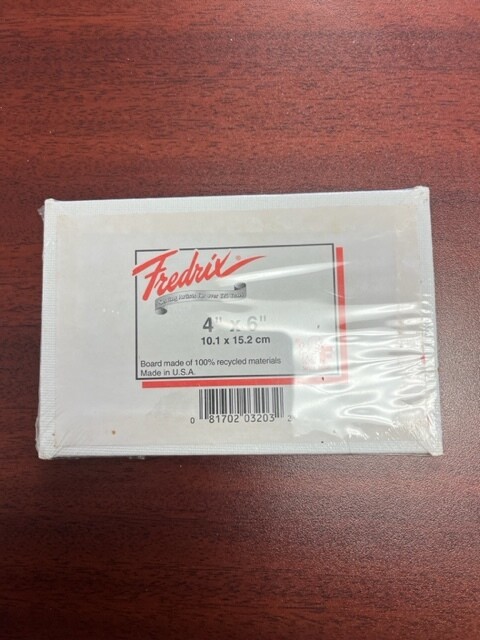 Fredrix®
4" x 6"
10.1 x 15.2 cm
F
Board made of 100% recycled materials
Made in U.S.A.
0 81702 03203